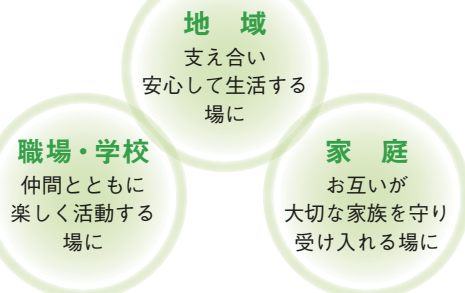 地　域
支え合い
安心して生活する
場に
職場・学校
仲間とともに
楽しく活動する
場に
家　庭
お互いが
大切な家族を守り
受け入れる場に